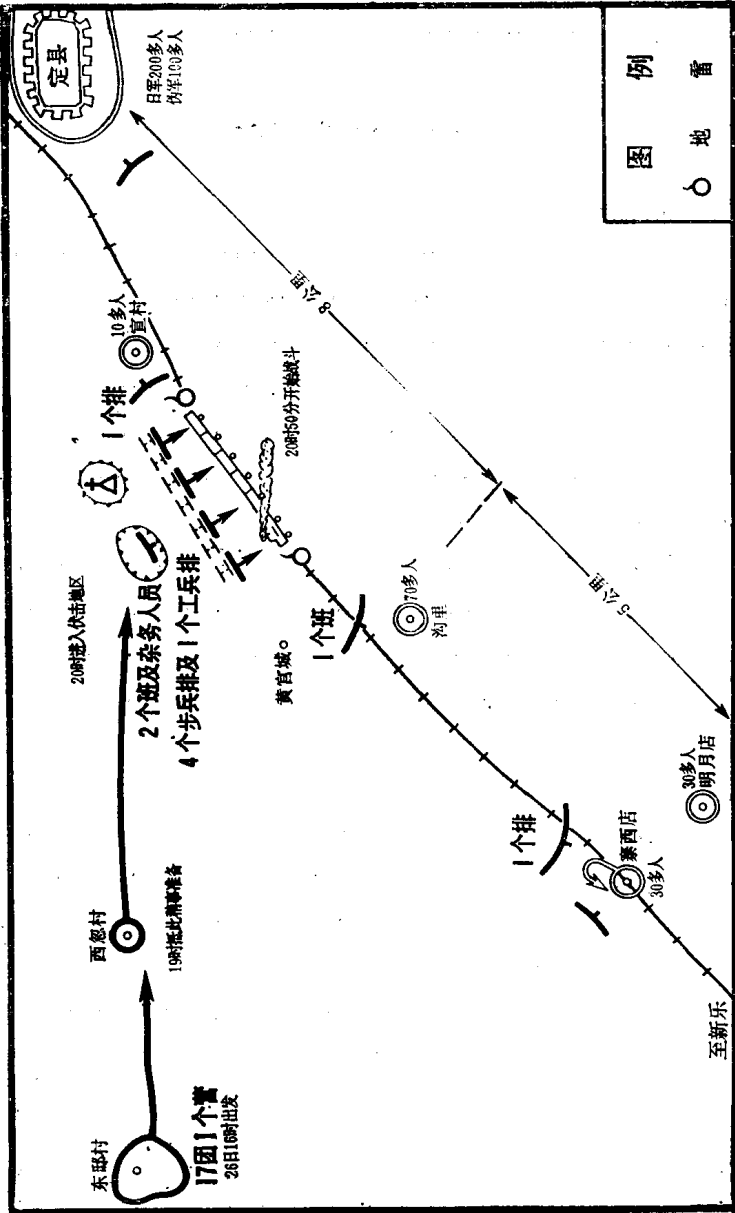 定县
日军200多人
伪军100多人
图例
地雷
8公里
10多人
宣村
1个排
20时50分开始战斗
20时进入伏击地区
2个班及杂务人员
4个步兵排及1个工兵排
黄宫城
1个班
70多人
沟里
5公里
西忽村
19时抵此稍事准备
1个排
寨西店
30多人
30多人
明月店
东邸村
17团1个营
26日16时出发
至新乐